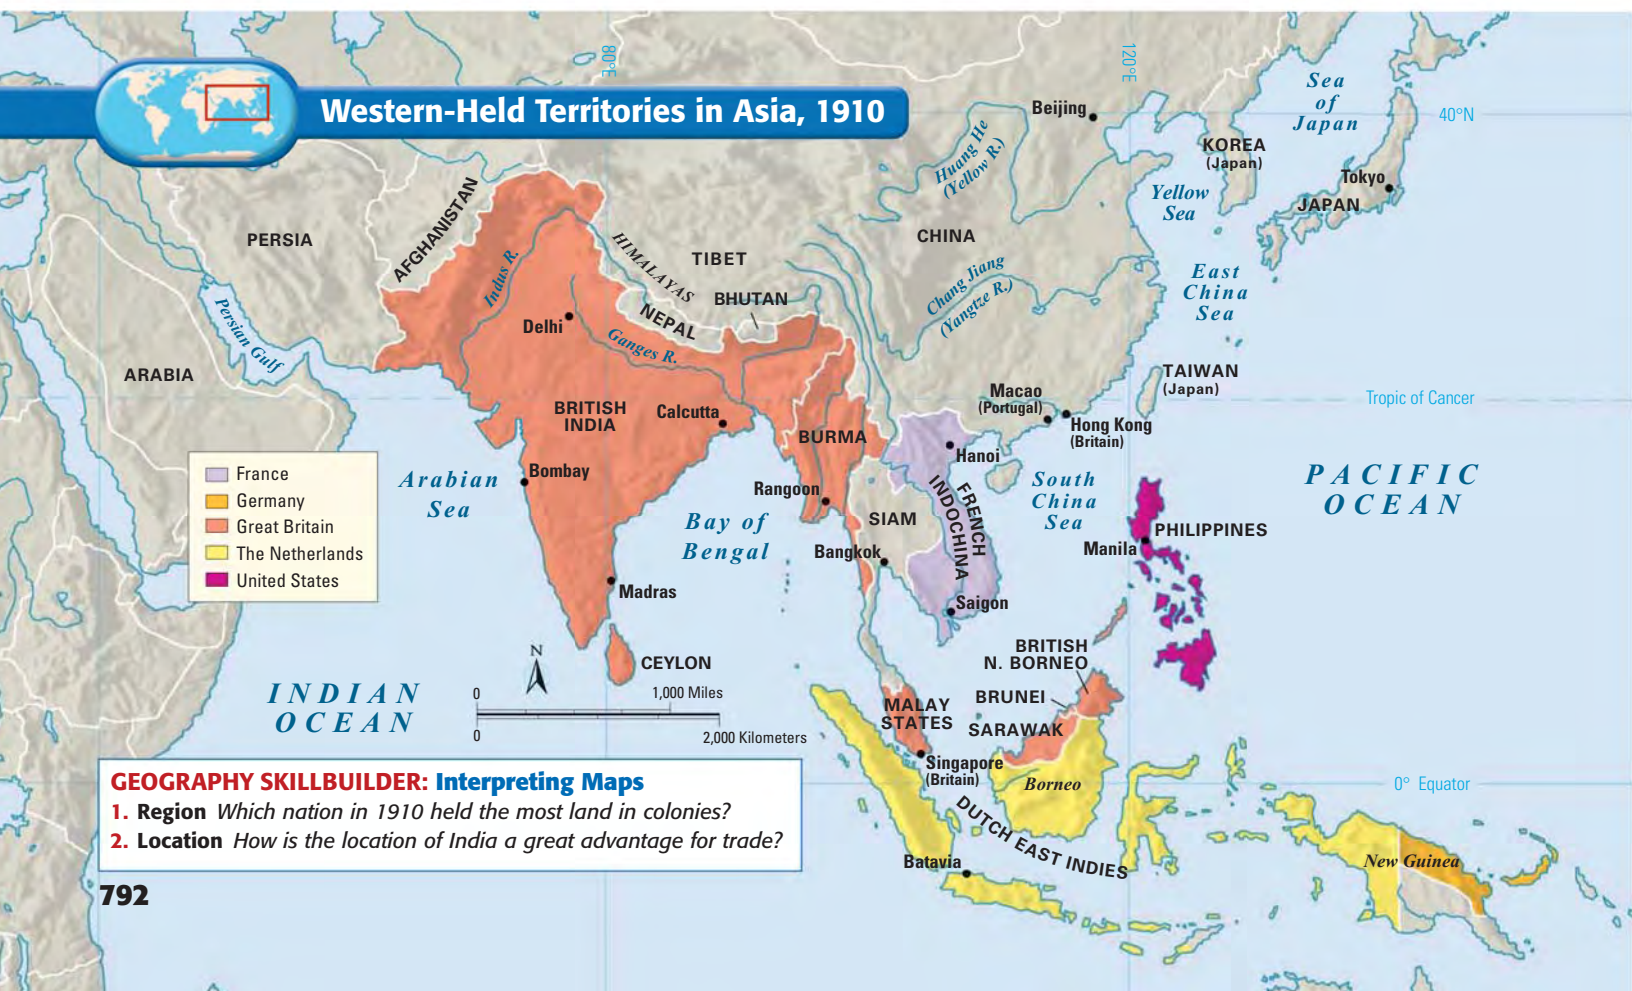 Western-Held Territories in Asia, 1910
80°E
120°E
40°N
Sea
of
Japan
Beijing
Huang He
(Yellow R.)
KOREA
(Japan)
Tokyo
JAPAN
Yellow
Sea
AFGHANISTAN
PERSIA
HIMALAYAS
TIBET
CHINA
Indus R.
BHUTAN
NEPAL
Chang Jiang
(Yangtze R.)
East
China
Sea
Persian Gulf
Delhi
Ganges R.
ARABIA
TAIWAN
(Japan)
Macao
(Portugal)
Hong Kong
(Britain)
Tropic of Cancer
BRITISH
INDIA
Calcutta
BURMA
Hanoi
France
Germany
Great Britain
The Netherlands
United States
Arabian
Sea
Bombay
Rangoon
Bay of
Bengal
SIAM
FRENCH
INDOCHINA
South
China
Sea
PACIFIC
OCEAN
PHILIPPINES
Manila
Bangkok
Madras
Saigon
CEYLON
BRITISH
N. BORNEO
BRUNEI
MALAY
STATES
SARAWAK
INDIAN
OCEAN
N
0
1,000 Miles
0
2,000 Kilometers
Singapore
(Britain)
Borneo
0° Equator
DUTCH EAST INDIES
Batavia
New Guinea
GEOGRAPHY SKILLBUILDER: Interpreting Maps
1. Region Which nation in 1910 held the most land in colonies?
2. Location How is the location of India a great advantage for trade?
792